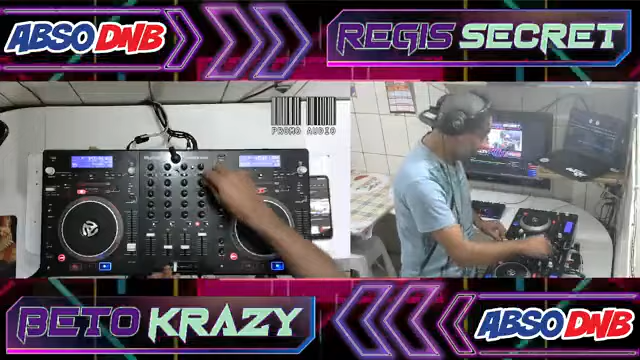 ABSO DNB
REGIS SECRET
PROMO AUDIO
BETO KRAZY
ABSO DNB